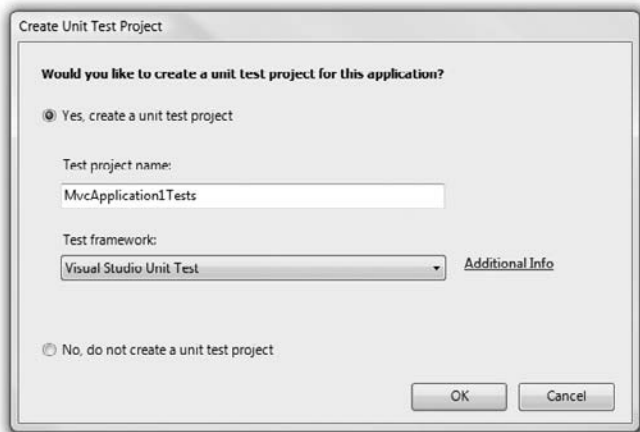 Create Unit Test Project
Would you like to create a unit test project for this application?
Yes, create a unit test project
Test project name:
MvcApplication1Tests
Test framework:
Visual Studio Unit Test
Additional Info
No, do not create a unit test project
OK
Cancel